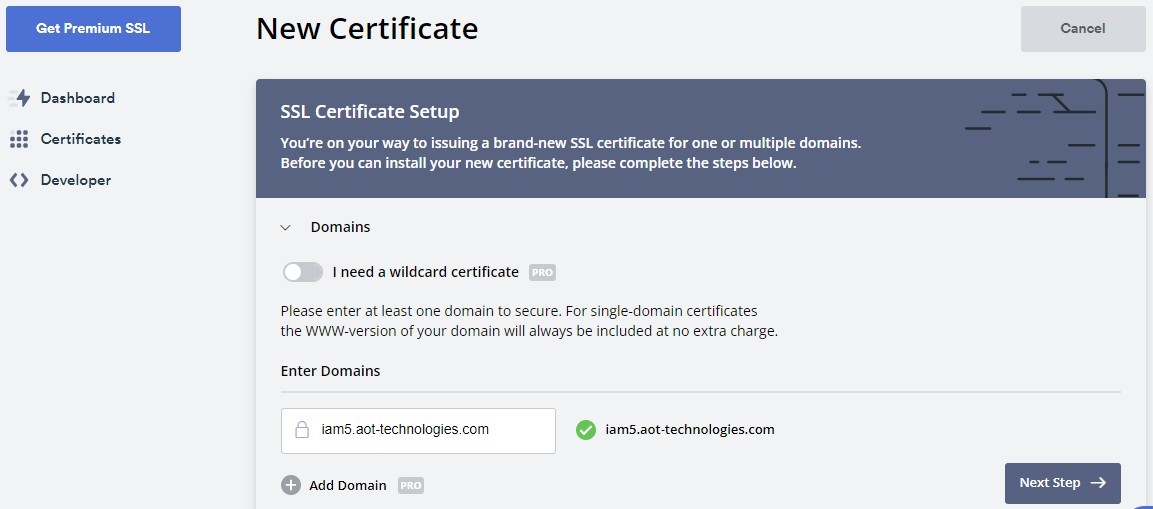 Get Premium SSL
New Certificate
Cancel
Dashboard
Certificates
Developer
SSL Certificate Setup
You’re on your way to issuing a brand-new SSL certificate for one or multiple domains.
Before you can install your new certificate, please complete the steps below.
Domains
I need a wildcard certificate PRO
Please enter at least one domain to secure. For single-domain certificates
the WWW-version of your domain will always be included at no extra charge.
Enter Domains
iam5.aot-technologies.com
iam5.aot-technologies.com
Add Domain PRO
Next Step